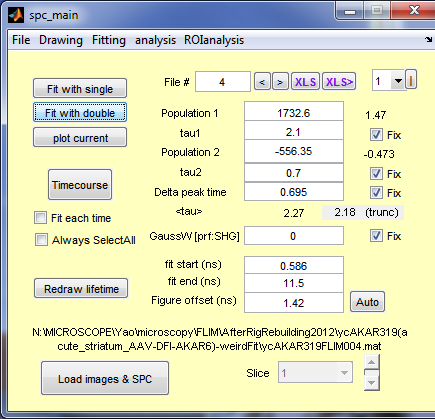 spc_main
File Drawing Fitting analysis ROIanalysis
Fit with single
File # 4 < > XLS XLS> 1
Fit with double
Population 1 1732.6 1.47
plot current
tau1 2.1 Fix
Population 2 -556.35 -0.473
Timecourse
tau2 0.7 Fix
Delta peak time 0.695 Fix
Fit each time
<tau> 2.27 2.18 (trunc)
Always SelectAll
GaussW [prf:SHG] 0 Fix
fit start (ns) 0.586
Redraw lifetime
fit end (ns) 11.5
Figure offset (ns) 1.42 Auto
N:\MICROSCOPE\Yao\microscopy\FLIM\AfterRigRebuilding2012\ycAKAR319(a
cute_striatum_AAV-DFI-AKAR6)-weirdFit\ycAKAR319FLIM004.mat
Load images & SPC
Slice 1